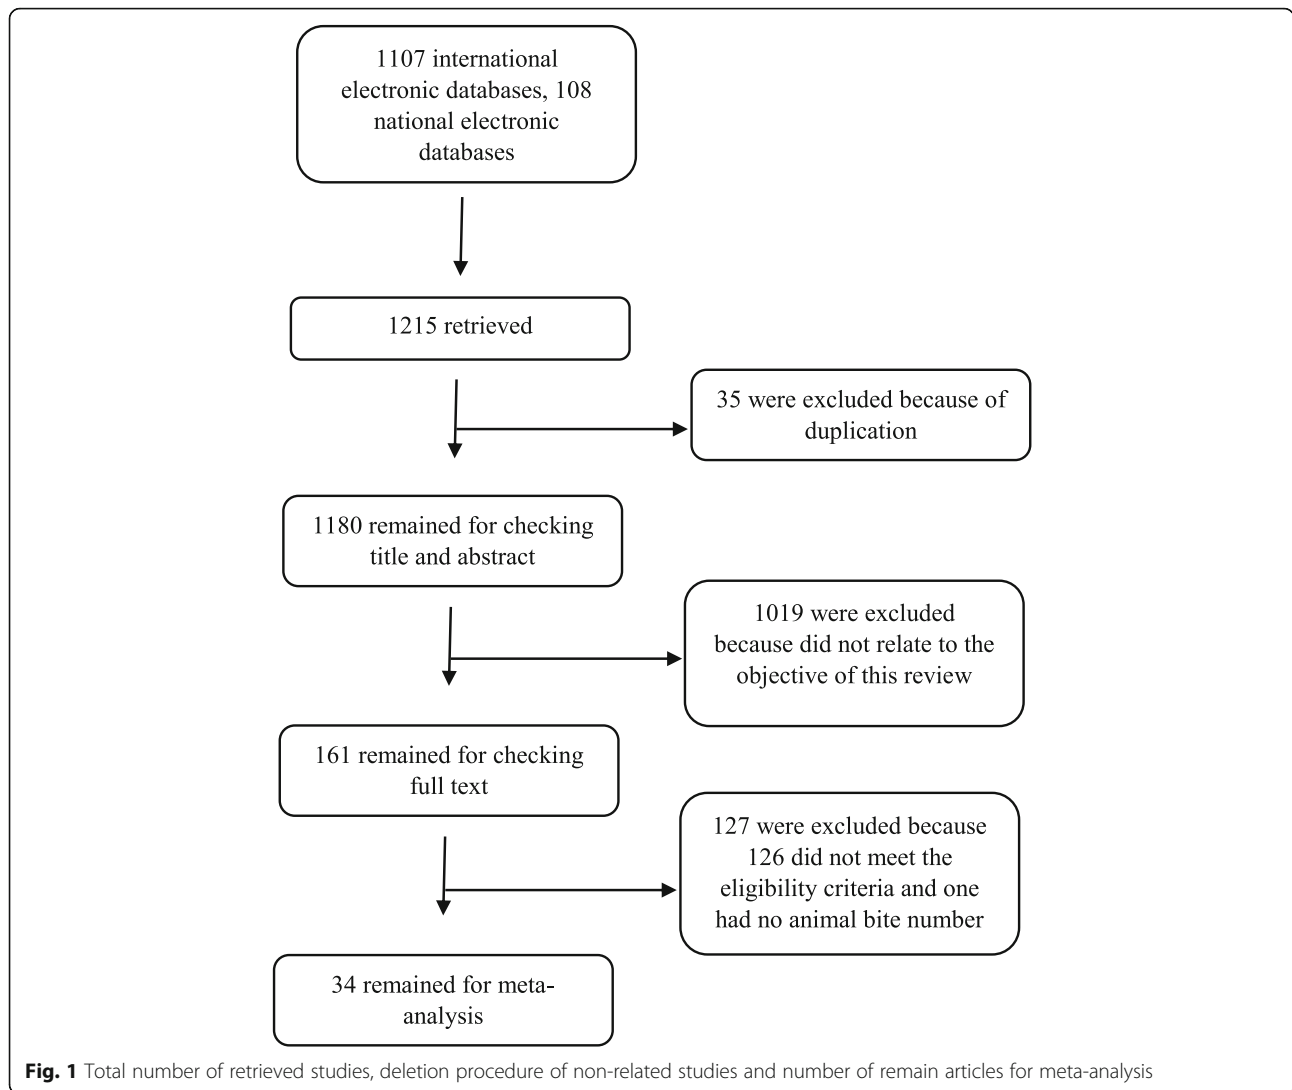 1107 international
electronic databases, 108
national electronic
databases
1215 retrieved
35 were excluded because of
duplication
1180 remained for checking
title and abstract
1019 were excluded
because did not relate to the
objective of this review
161 remained for checking
full text
127 were excluded because
126 did not meet the
eligibility criteria and one
had no animal bite number
34 remained for meta-
analysis
Fig. 1 Total number of retrieved studies, deletion procedure of non-related studies and number of remain articles for meta-analysis